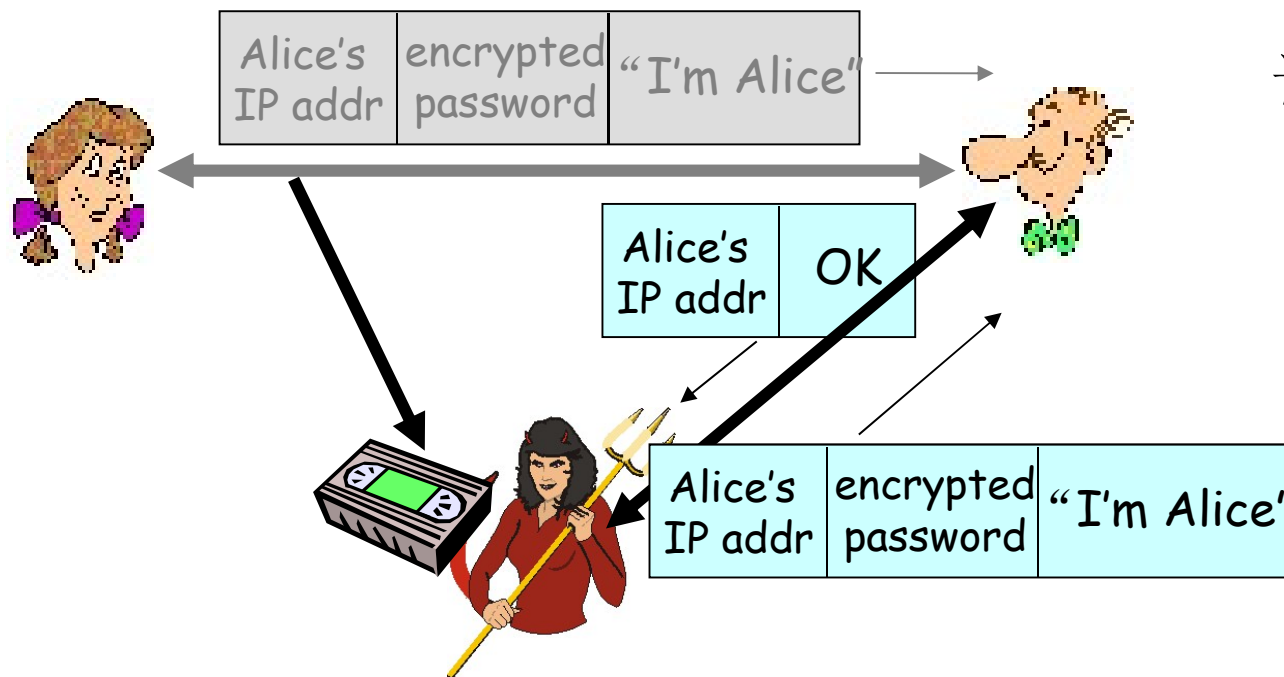 Alice's
IP addr
encrypted
password
“I'm Alice”
Alice's
IP addr
OK
Alice's
IP addr
encrypted
password
“I'm Alice”